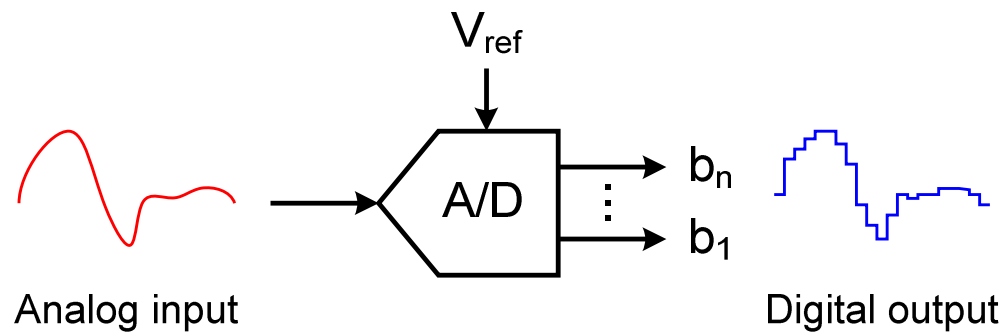 Vref
A/D
bn
b1
Analog input
Digital output